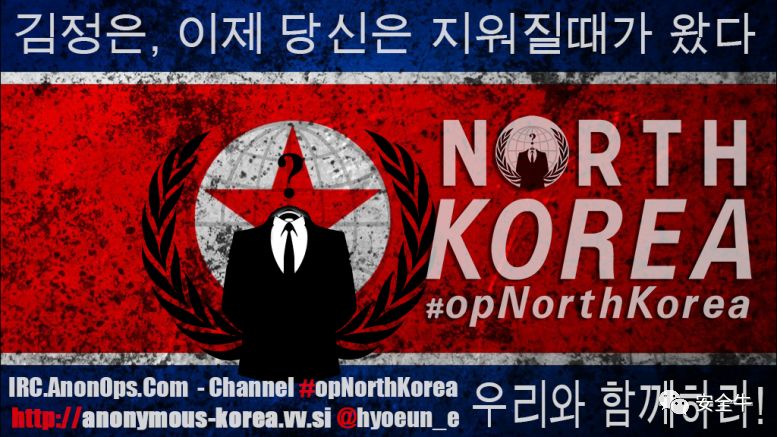 김정은, 이제 당신은 지워질때가 왔다
?
NORTH
KOREA
#opNorthKorea
IRC.AnonOps.Com - Channel #opNorthKorea
http://anonymous-korea.vv.si @hyoeun_e
우리와 함께하라!
安全牛